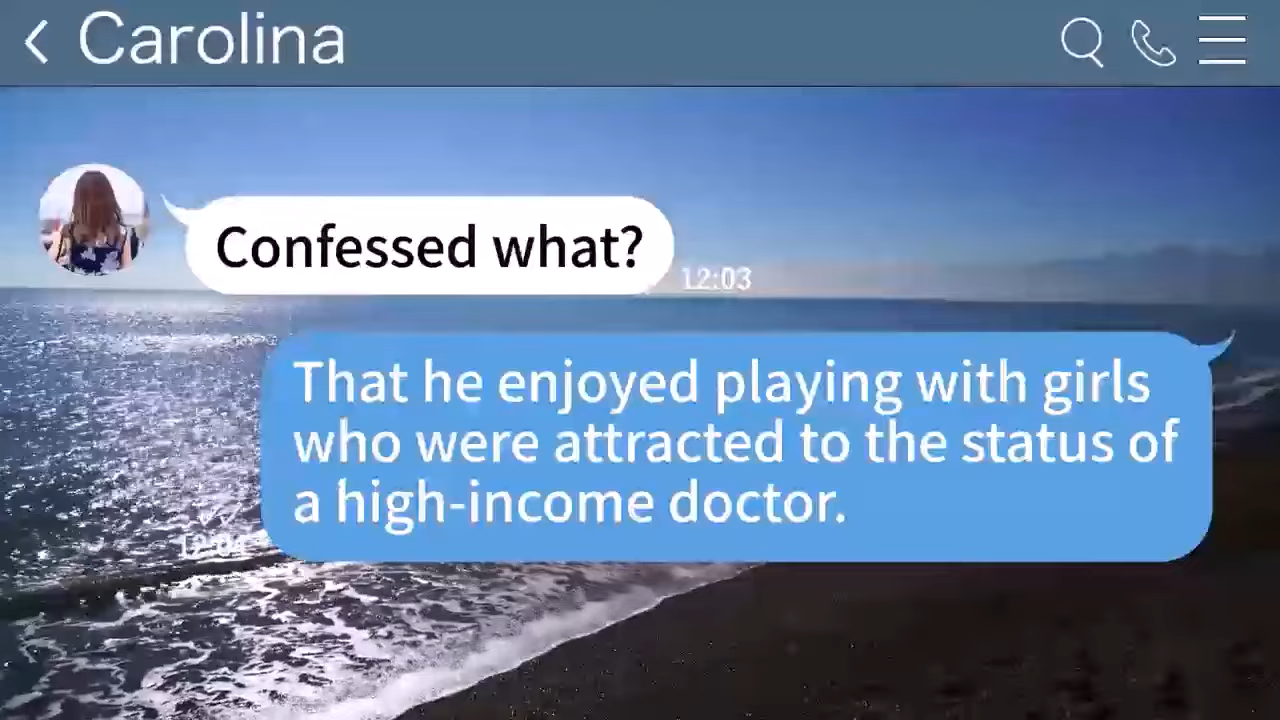 Carolina
Confessed what?
12:03
That he enjoyed playing with girls
who were attracted to the status of
a high-income doctor.